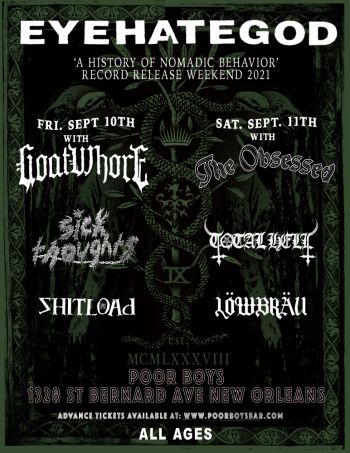 EYEHATEGOD
'A HISTORY OF NOMADIC BEHAVIOR'
RECORD RELEASE WEEKEND 2021
FRI. SEPT 10TH
WITH
GOATWHORE
SICK
THOUGHTS
SHITLOAD
SAT. SEPT. 11TH
WITH
The Obsessed
TOTAL HELL
LÖWBRÄU
IX
est.
MCMLXXXVIII
POOR BOYS
1328 ST BERNARD AVE NEW ORLEANS
ADVANCE TICKETS AVAILABLE AT: WWW.POORBOYSBAR.COM
ALL AGES